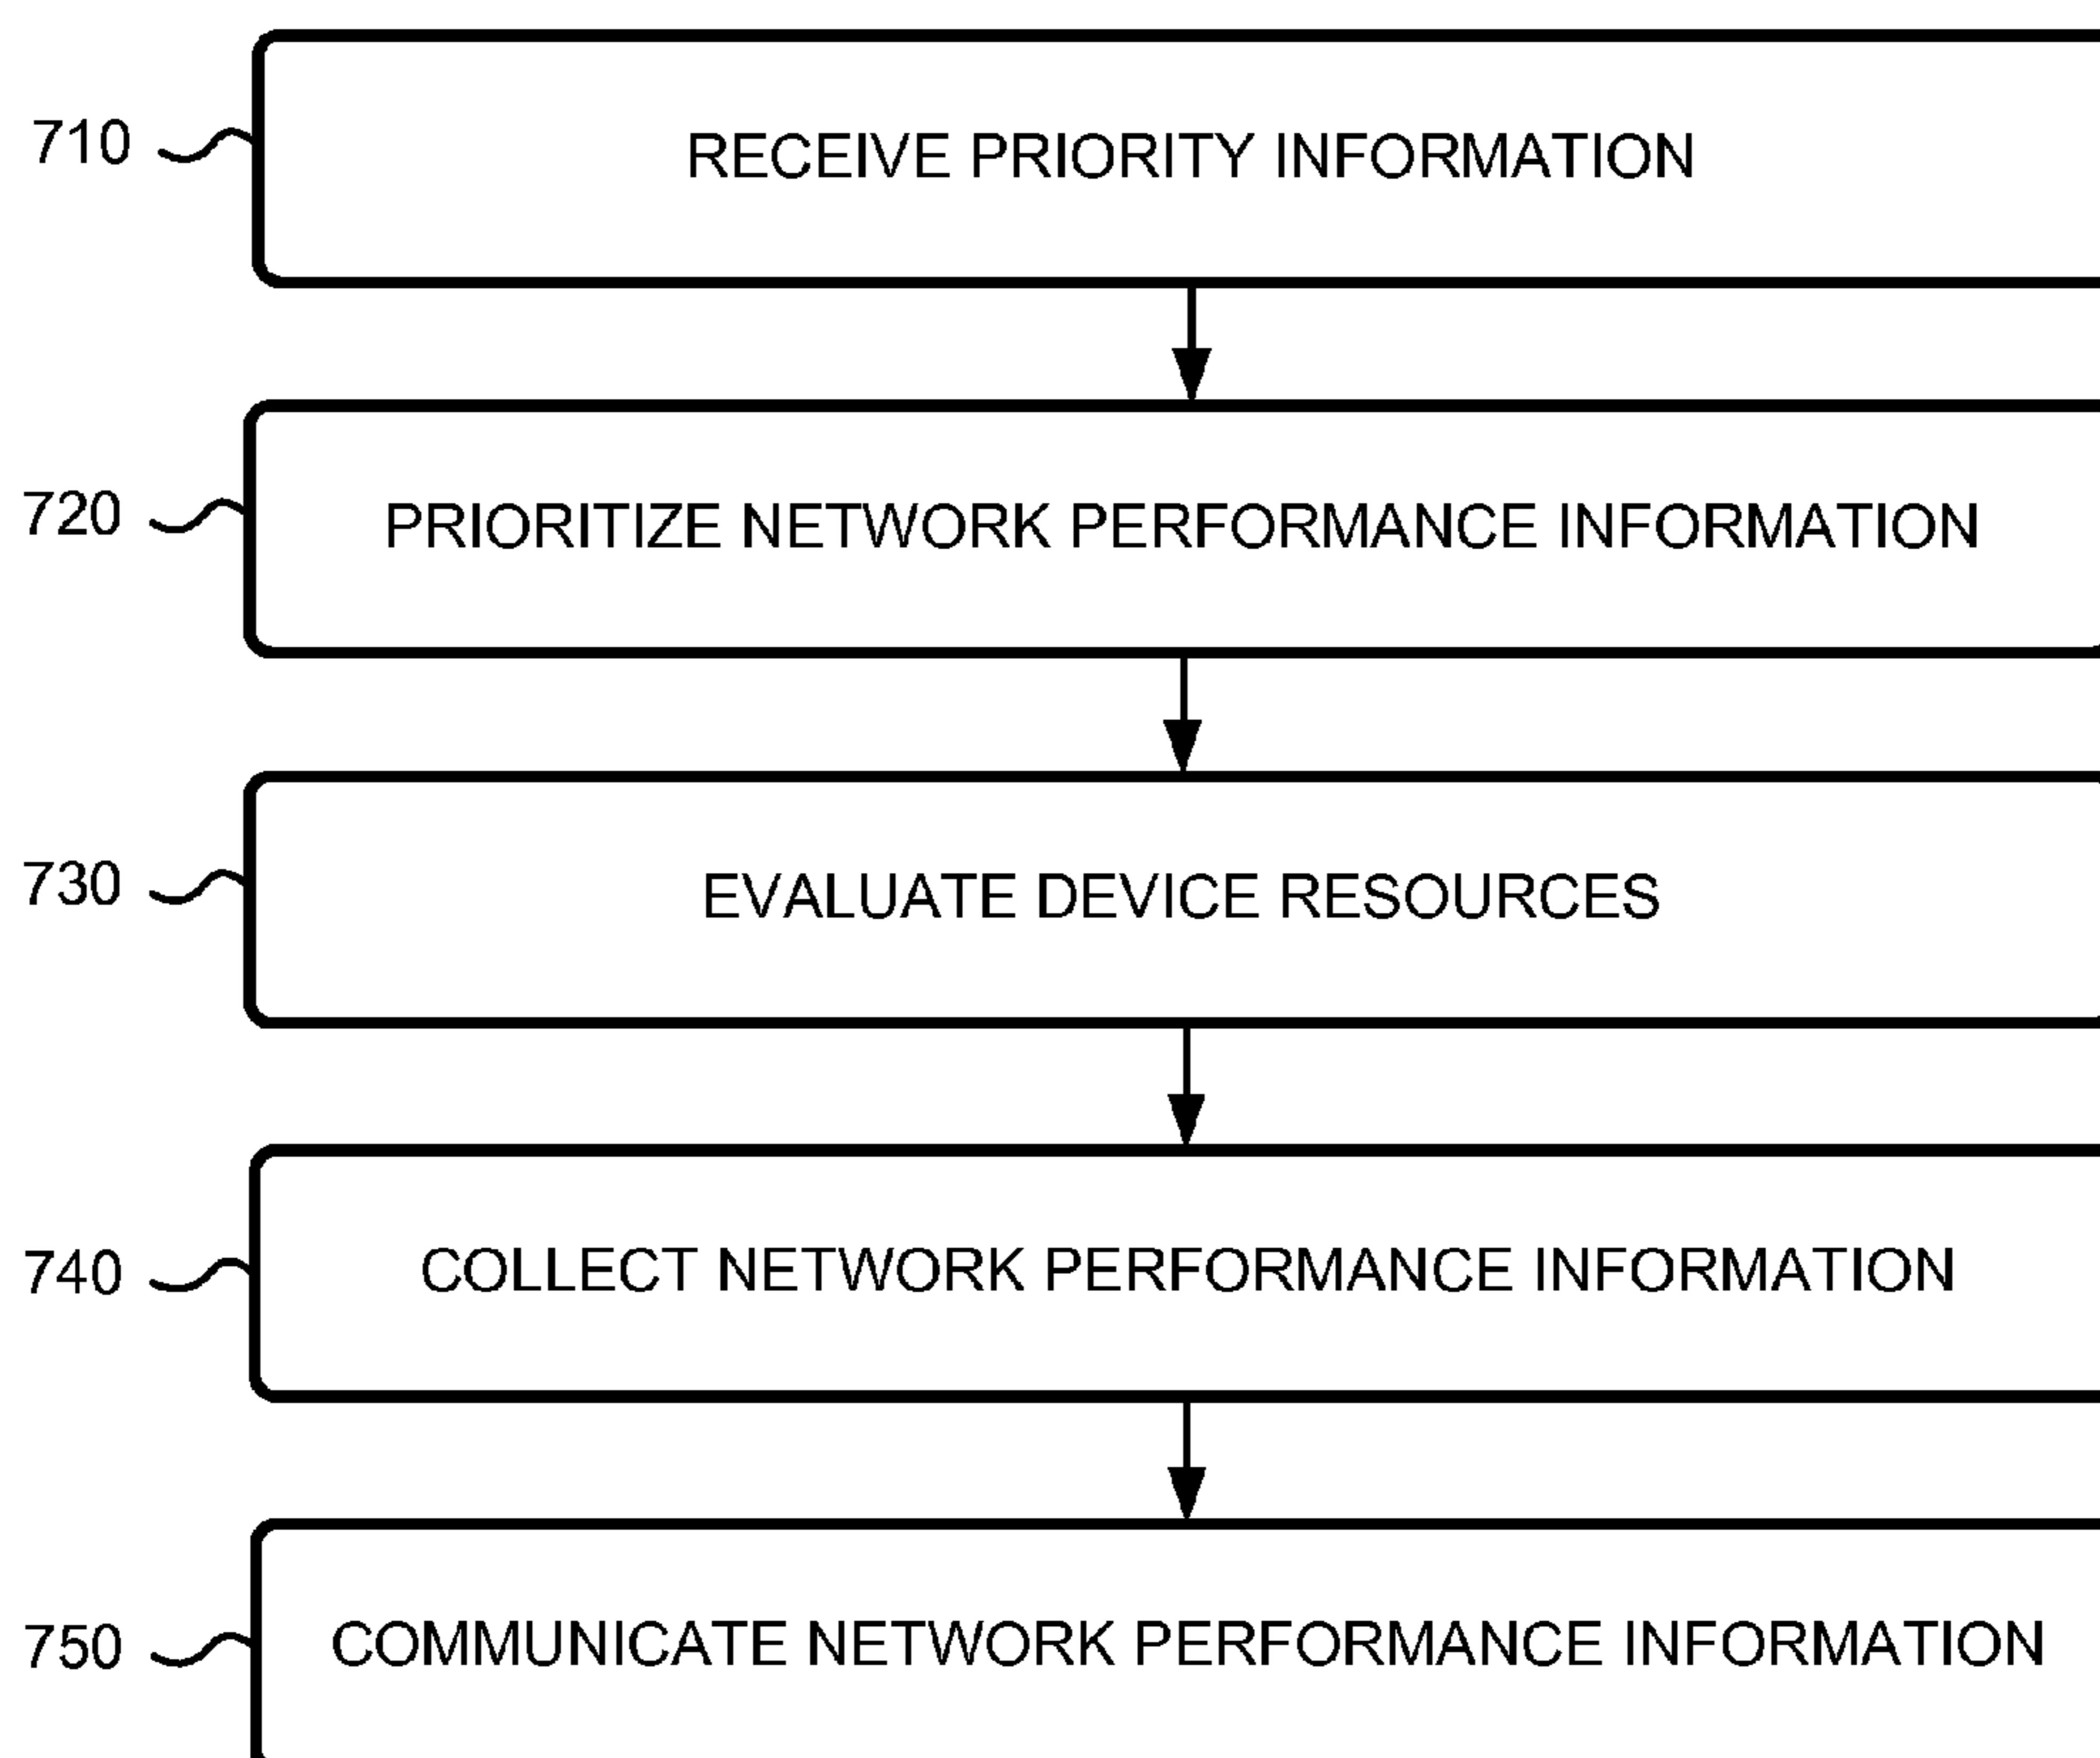 710 RECEIVE PRIORITY INFORMATION
720 PRIORITIZE NETWORK PERFORMANCE INFORMATION
730 EVALUATE DEVICE RESOURCES
740 COLLECT NETWORK PERFORMANCE INFORMATION
750 COMMUNICATE NETWORK PERFORMANCE INFORMATION